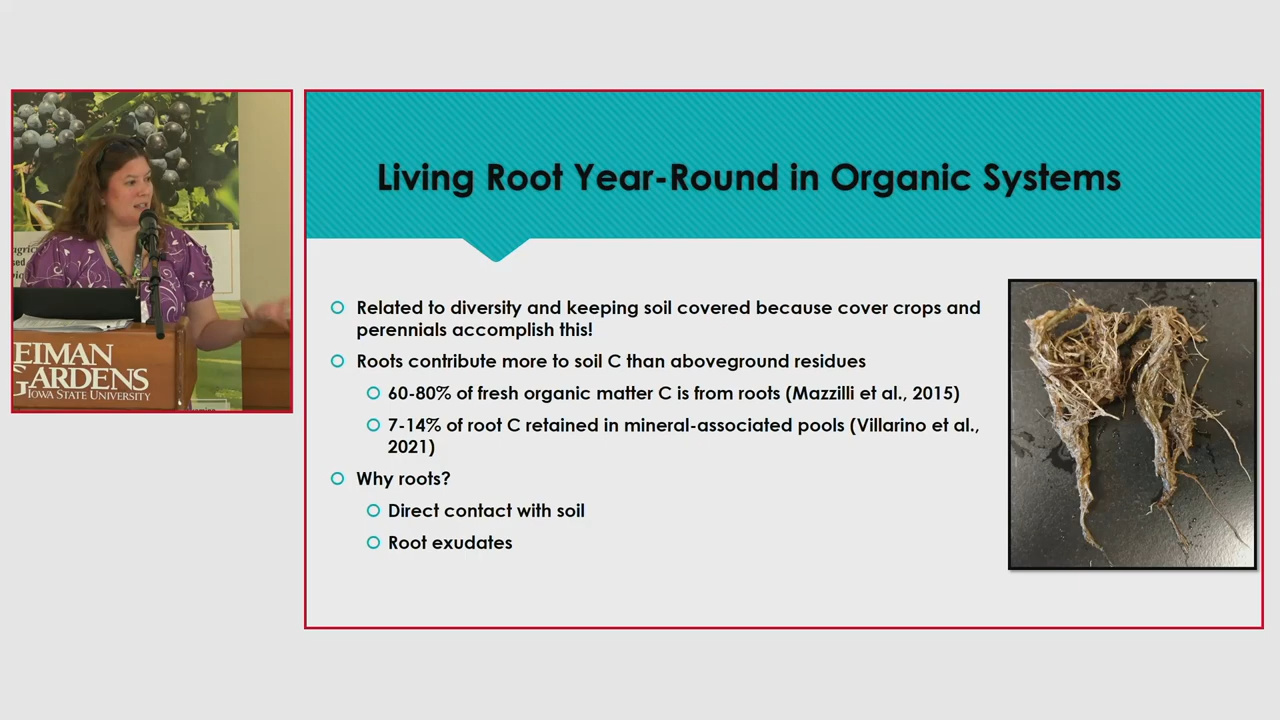 Living Root Year-Round in Organic Systems
Related to diversity and keeping soil covered because cover crops and
perennials accomplish this!
Roots contribute more to soil C than aboveground residues
60-80% of fresh organic matter C is from roots (Mazzilli et al., 2015)
7-14% of root C retained in mineral-associated pools (Villarino et al.,
2021)
Why roots?
Direct contact with soil
Root exudates
EIMAN
GARDENS
IOWA STATE UNIVERSITY